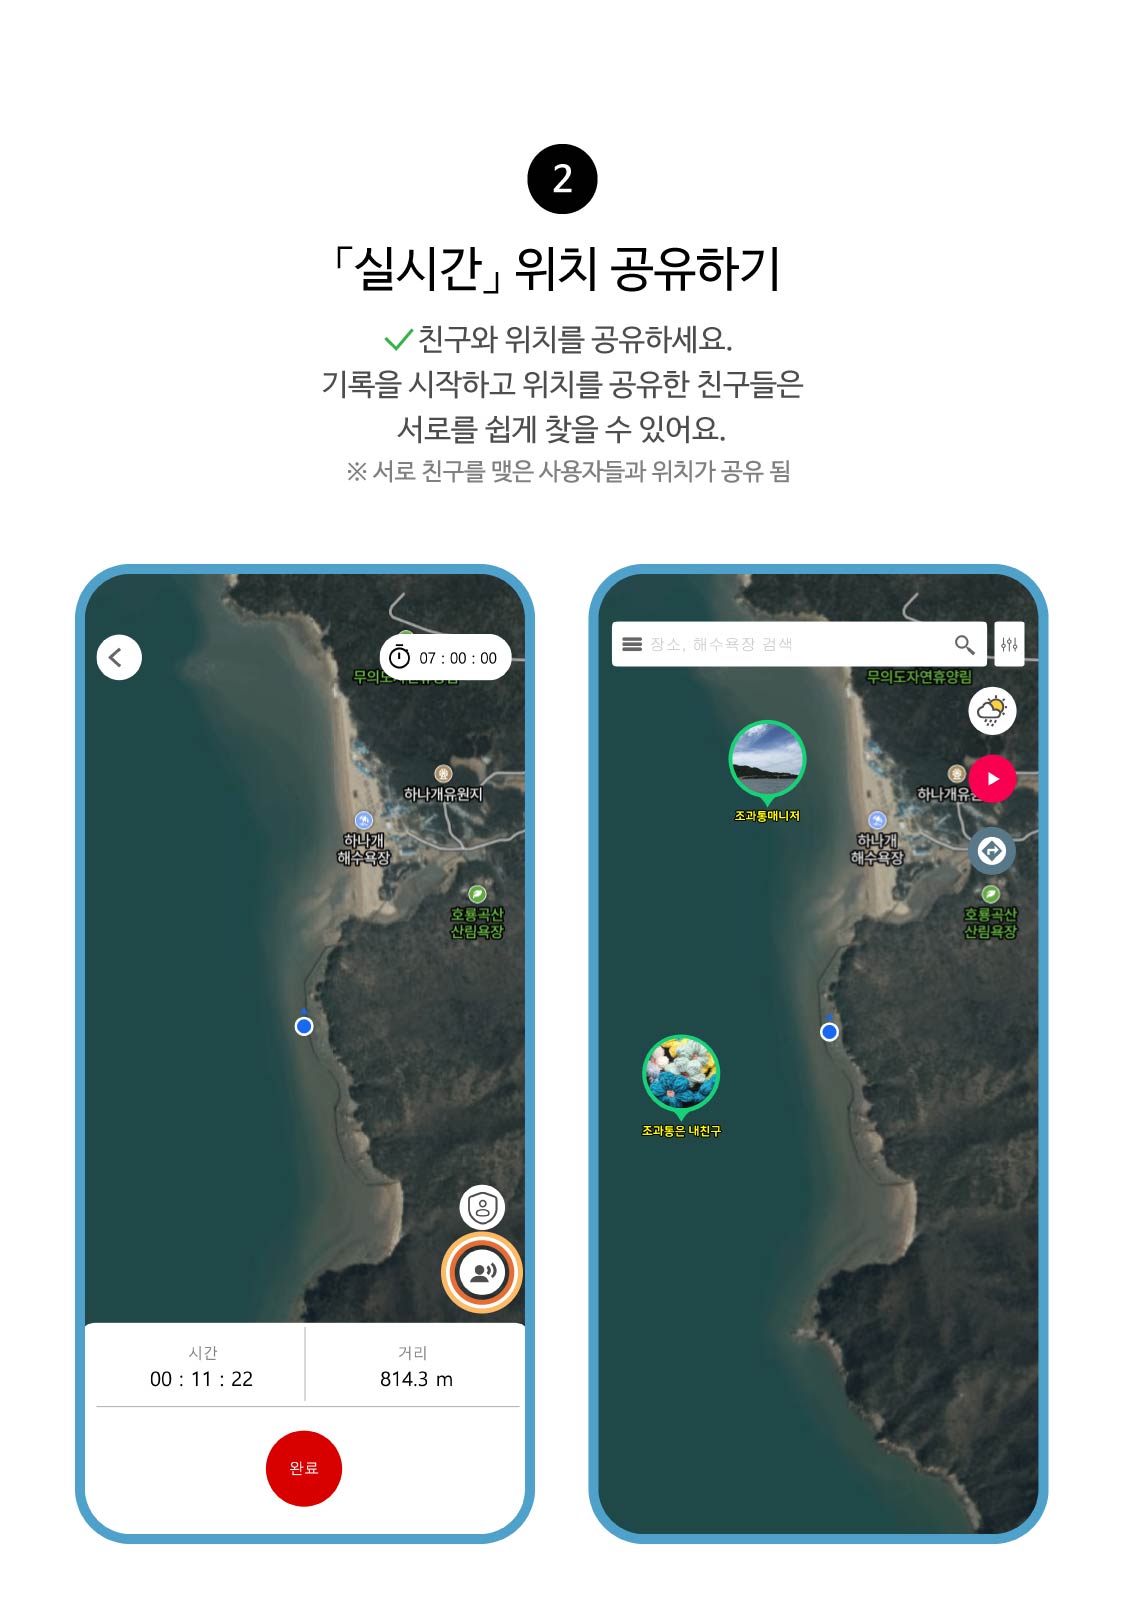 2
「실시간」 위치 공유하기
친구와 위치를 공유하세요.
기록을 시작하고 위치를 공유한 친구들은
서로를 쉽게 찾을 수 있어요.
※ 서로 친구를 맺은 사용자들과 위치가 공유 됨
07 : 00 : 00
하나개유원지
하나개
해수욕장
호룡곡산
산림욕장
시간
00 : 11 : 22
거리
814.3 m
완료
장소, 해수욕장 검색
무의도자연휴양림
조과통매니저
하나개유원
하나개
해수욕장
호룡곡산
산림욕장
조과통은 내친구